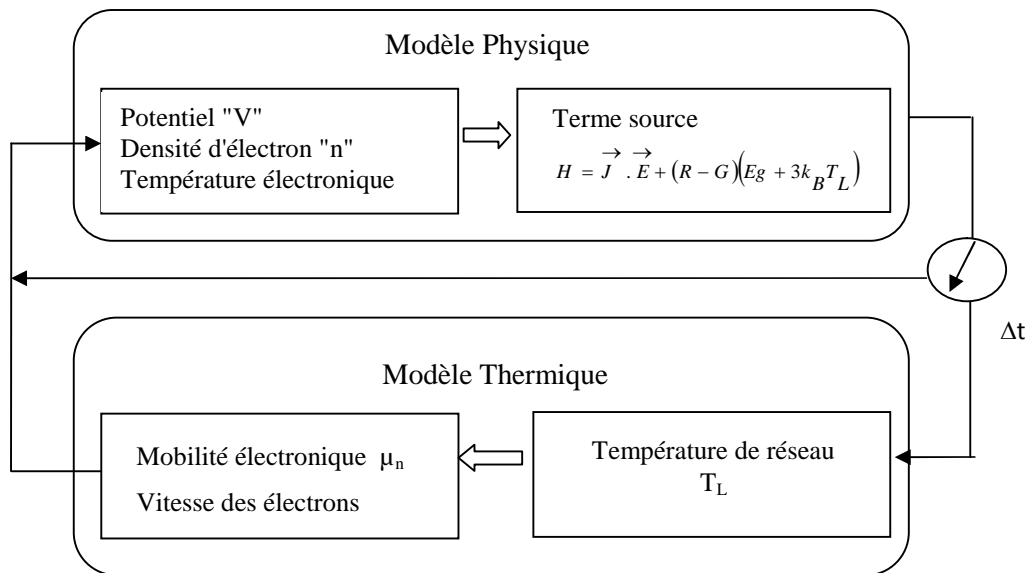 Modèle Physique
Potentiel "V"
Densité d'électron "n"
Température électronique
Terme source
H = J⃗ . E⃗ + (R − G)(Eg + 3k_B T_L)
Δt
Modèle Thermique
Mobilité électronique μₙ
Vitesse des électrons
Température de réseau
T_L